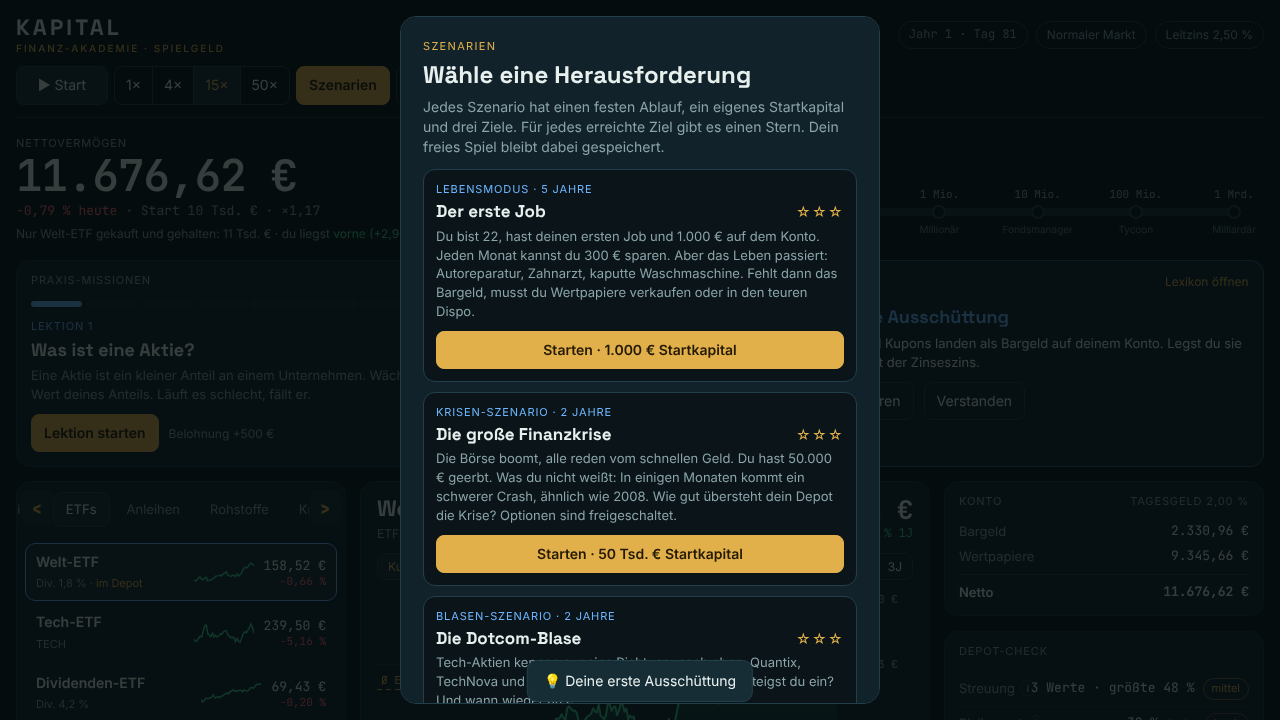 KAPITAL
FINANZ-AKADEMIE · SPIELGELD
Jahr 1 · Tag 81
Normaler Markt
Leitzins 2,50 %
▶ Start
1×
4×
15×
50×
Szenarien
NETTOVERMÖGEN
11.676,62 €
-0,79 % heute · Start 10 Tsd. € · ×1,17
Nur Welt-ETF gekauft und gehalten: 11 Tsd. € · du liegst vorne (+2,9
1 Mio.
10 Mio.
100 Mio.
1 Mrd.
Millionär
Fondsmanager
Tycoon
Milliardär
PRAXIS-MISSIONEN
LEKTION 1
Was ist eine Aktie?
Eine Aktie ist ein kleiner Anteil an einem Unternehmen.
Wert deines Anteils. Läuft es schlecht, fällt er.
Lektion starten
Belohnung +500 €
Lexikon öffnen
Ausschüttung
Kupons landen als Bargeld auf deinem Konto. Legst du sie
der Zinseszins.
Verstanden
SZENARIEN
Wähle eine Herausforderung
Jedes Szenario hat einen festen Ablauf, ein eigenes Startkapital
und drei Ziele. Für jedes erreichte Ziel gibt es einen Stern. Dein
freies Spiel bleibt dabei gespeichert.
LEBENSMODUS · 5 JAHRE
Der erste Job
☆☆☆
Du bist 22, hast deinen ersten Job und 1.000 € auf dem Konto.
Jeden Monat kannst du 300 € sparen. Aber das Leben passiert:
Autoreparatur, Zahnarzt, kaputte Waschmaschine. Fehlt dann das
Bargeld, musst du Wertpapiere verkaufen oder in den teuren
Dispo.
Starten · 1.000 € Startkapital
KRISEN-SZENARIO · 2 JAHRE
Die große Finanzkrise
☆☆☆
Die Börse boomt, alle reden vom schnellen Geld. Du hast 50.000
€ geerbt. Was du nicht weißt: In einigen Monaten kommt ein
schwerer Crash, ähnlich wie 2008. Wie gut übersteht dein Depot
die Krise? Optionen sind freigeschaltet.
Starten · 50 Tsd. € Startkapital
BLASEN-SZENARIO · 2 JAHRE
Die Dotcom-Blase
☆☆☆
Tech-Aktien Quantix,
TechNova und steigst du ein?
Und wann
💡 Deine erste Ausschüttung
<
ETFs
Anleihen
Rohstoffe
>
Welt-ETF
158,52 €
Div. 1,8 % · im Depot
-0,66 %
Tech-ETF
239,50 €
TECH
-5,16 %
Dividenden-ETF
69,43 €
Div. 4,2 %
-0,20 %
€
% 1J
3J
KONTO
TAGESGELD 2,00 %
Bargeld
2.330,96 €
Wertpapiere
9.345,66 €
Netto
11.676,62 €
DEPOT-CHECK
Streuung
3 Werte · größte 48 %
mittel